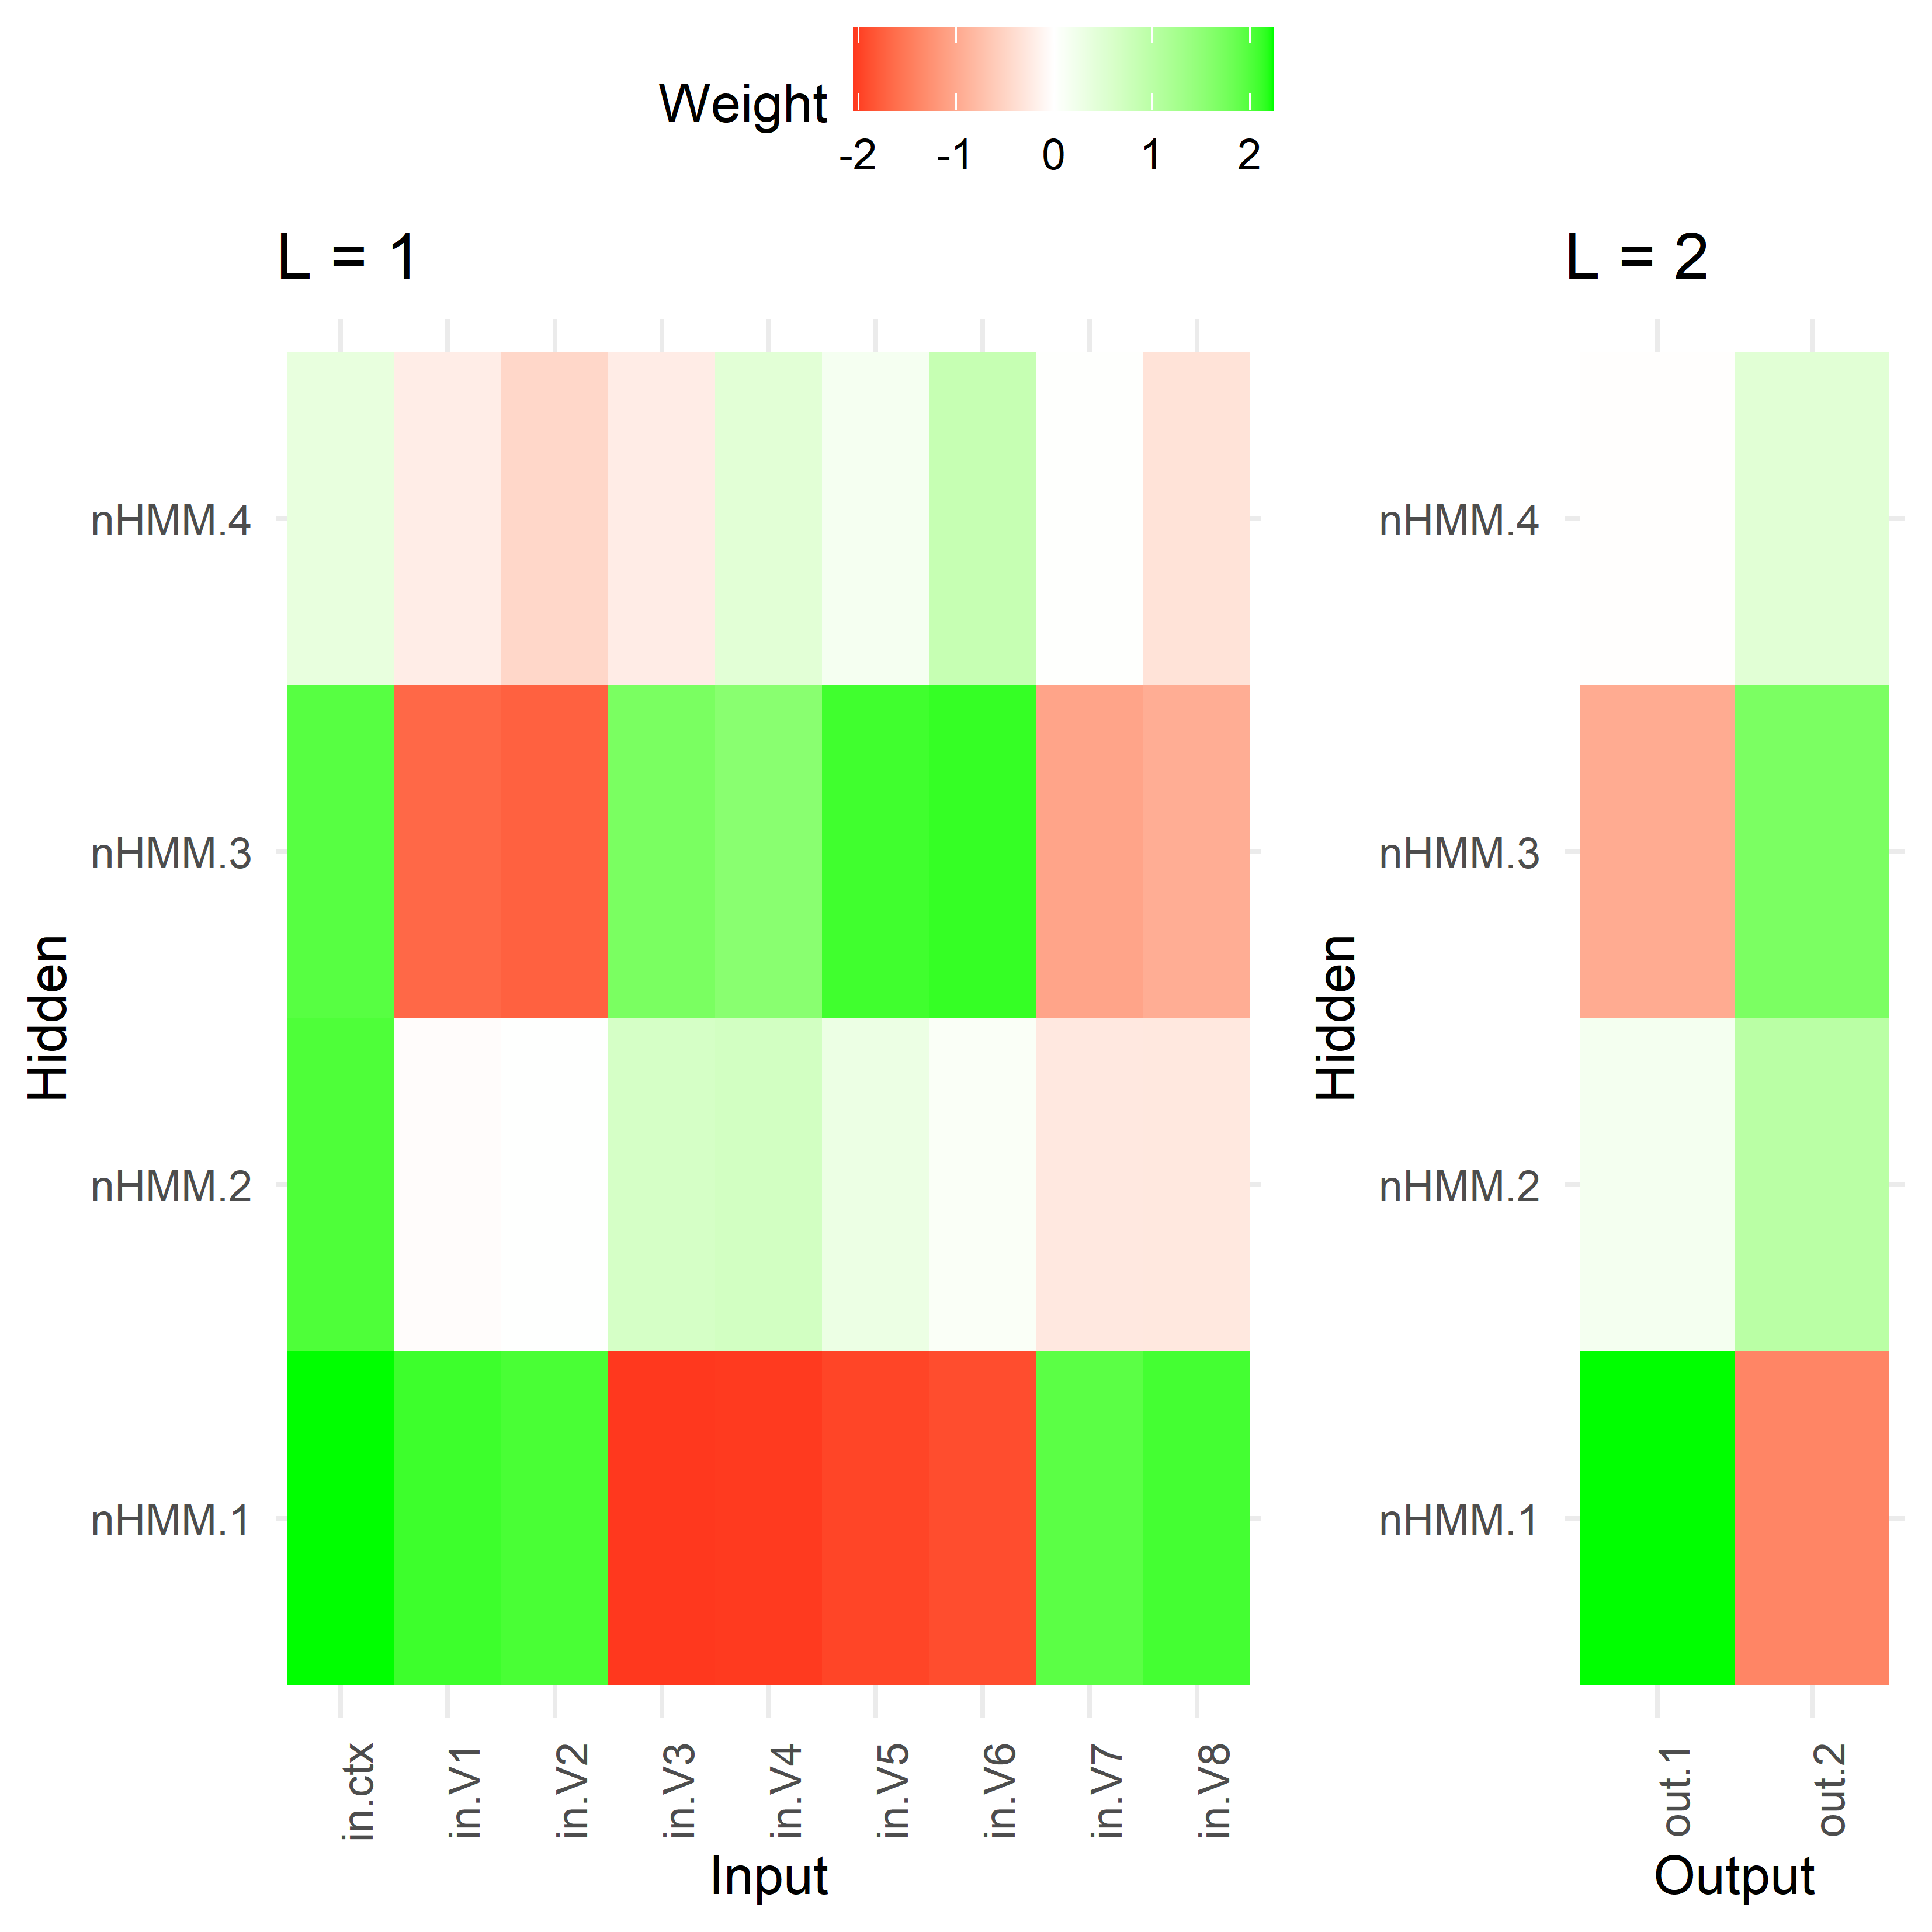 Weight
-2 -1 0 1 2
L = 1
L = 2
Hidden
nHMM.4
nHMM.3
nHMM.2
nHMM.1
in.ctx
in.V1
in.V2
in.V3
in.V4
in.V5
in.V6
in.V7
in.V8
Input
Hidden
nHMM.4
nHMM.3
nHMM.2
nHMM.1
out.1
out.2
Output